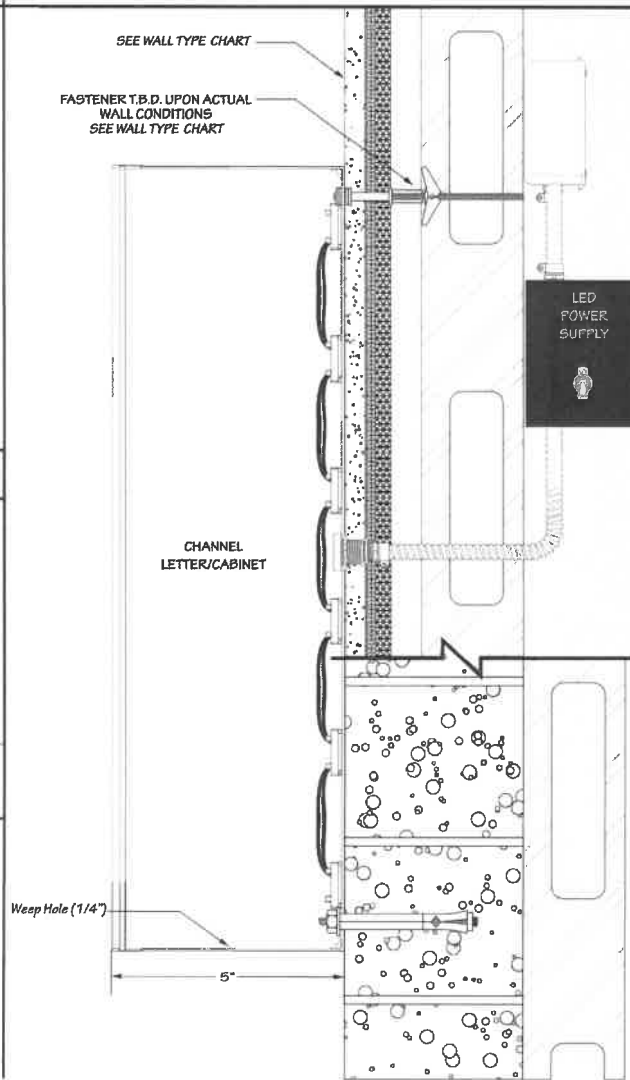 SEE WALL TYPE CHART
FASTENER T.B.D. UPON ACTUAL
WALL CONDITIONS
SEE WALL TYPE CHART
LED
POWER
SUPPLY
CHANNEL
LETTER/CABINET
Weep Hole (1/4")
5"